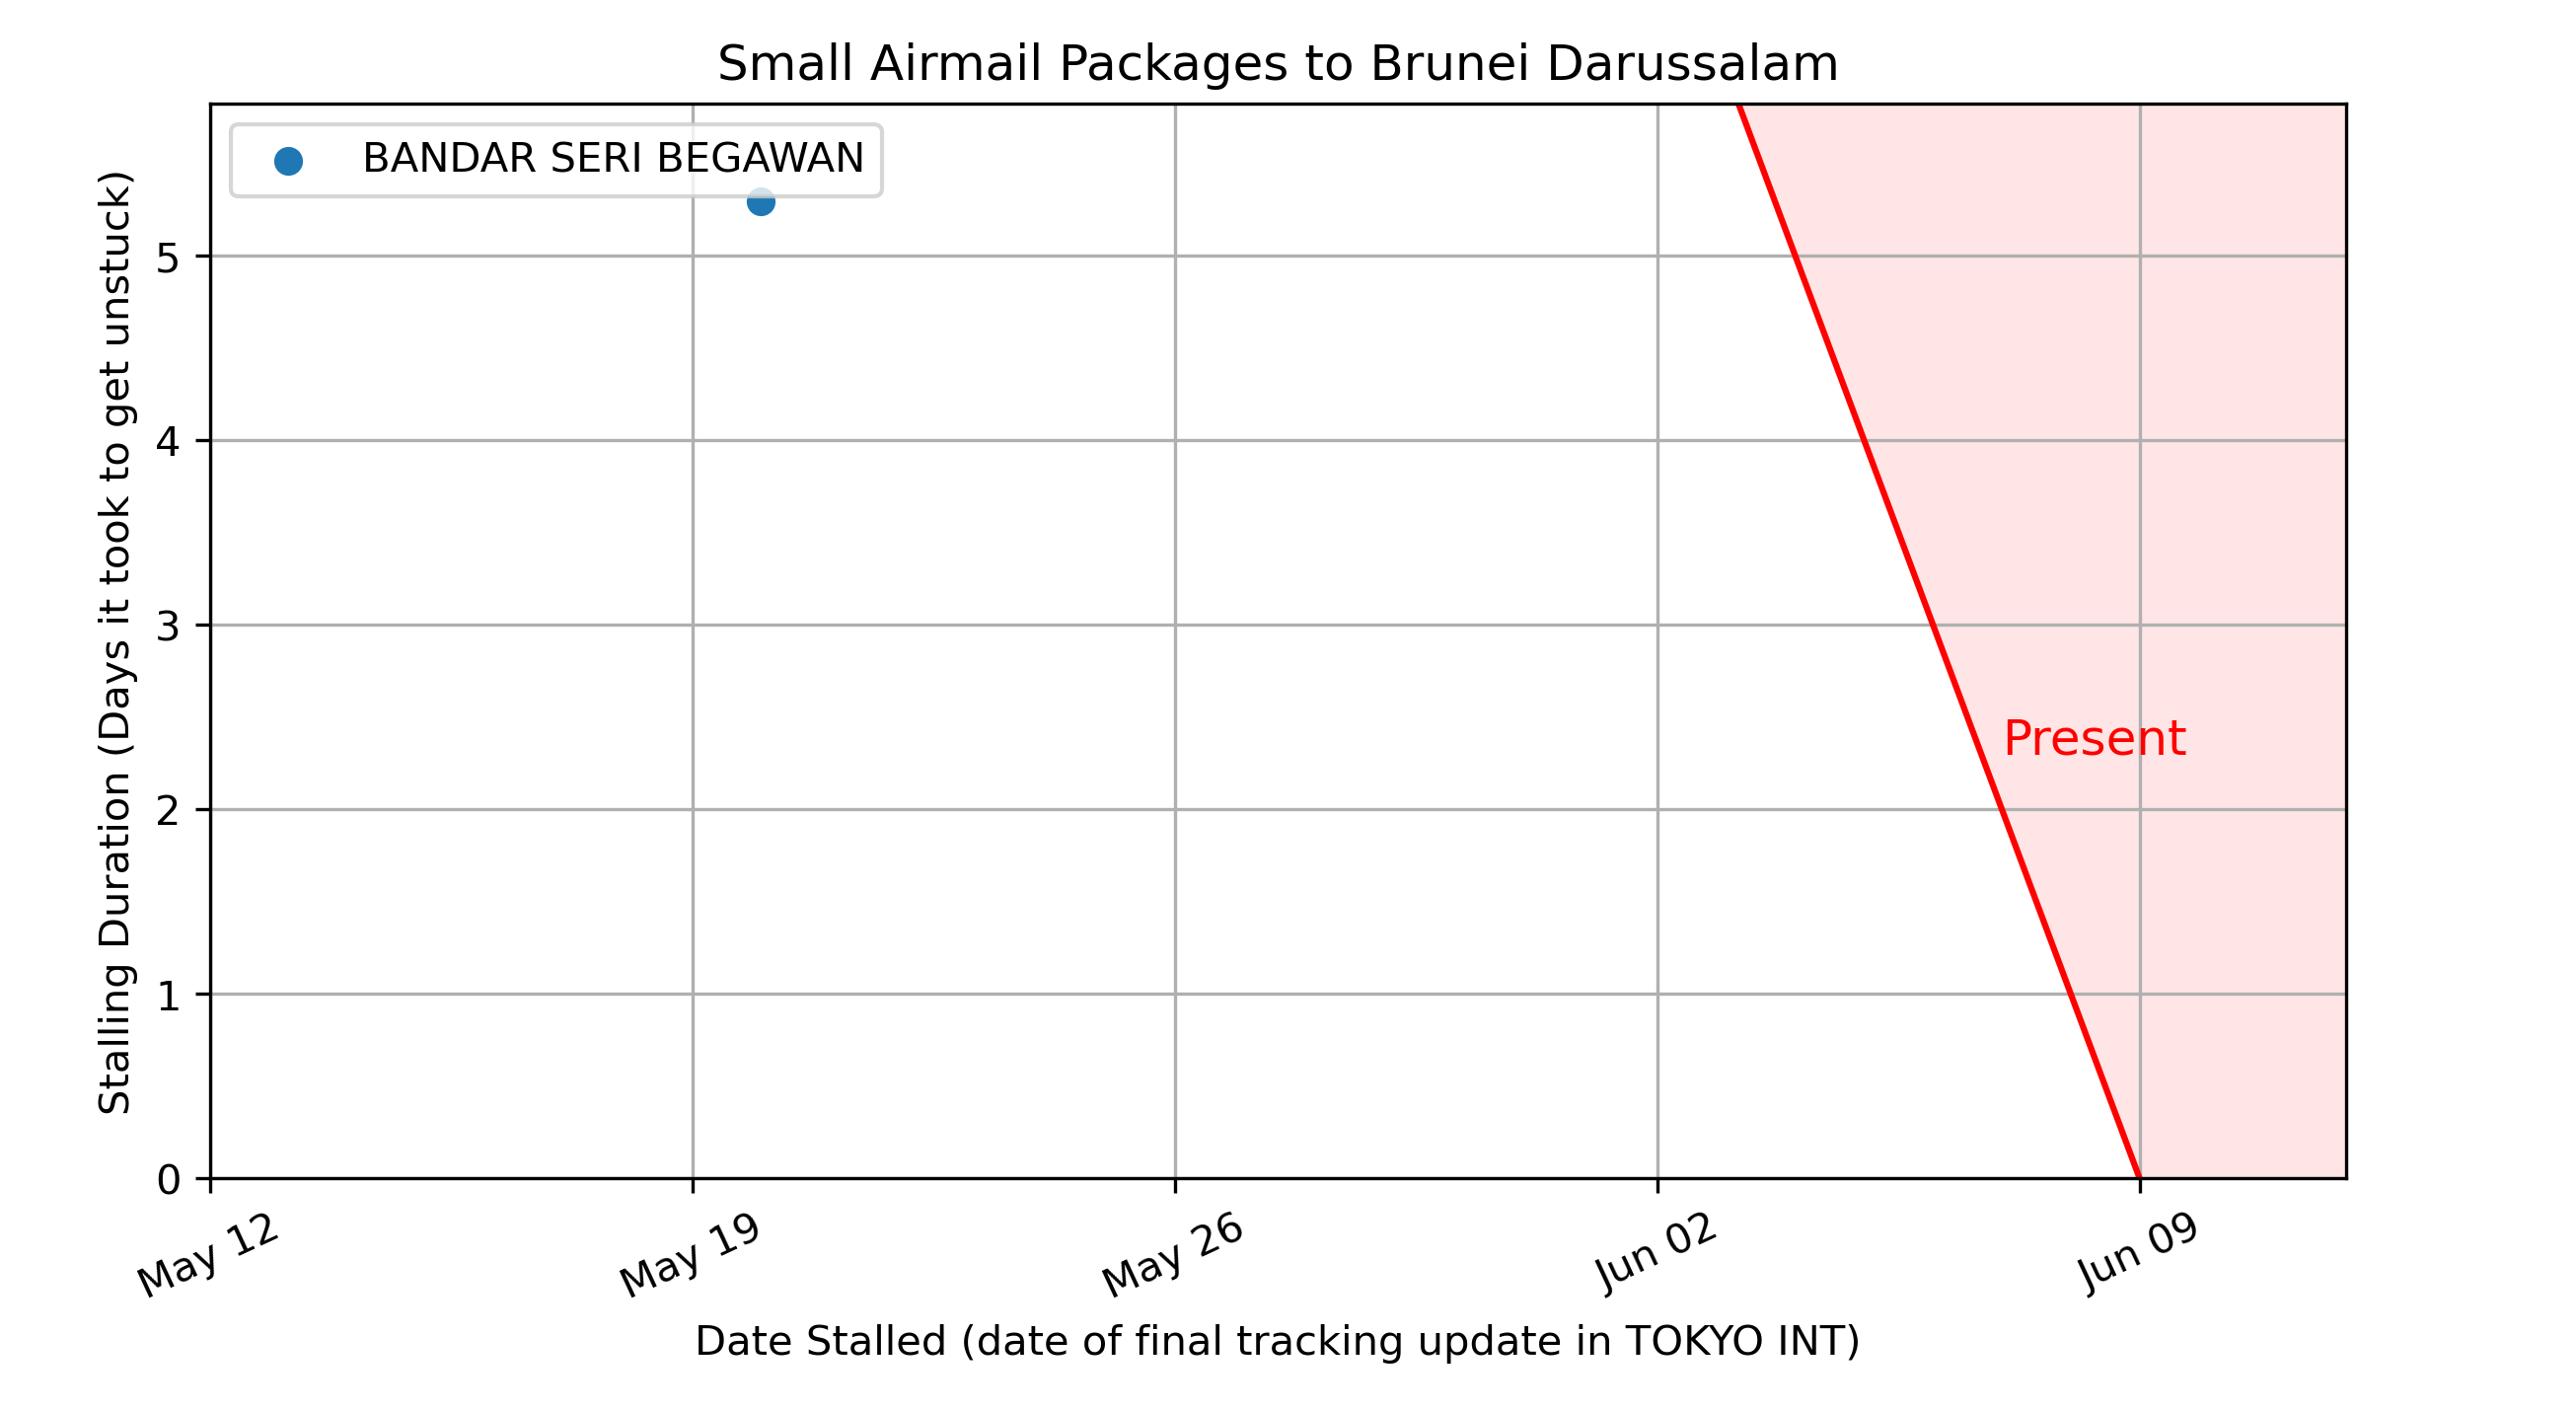 Small Airmail Packages to Brunei Darussalam
BANDAR SERI BEGAWAN
Stalling Duration (Days it took to get unstuck)
5
4
3
2
1
0
Present
May 12
May 19
May 26
Jun 02
Jun 09
Date Stalled (date of final tracking update in TOKYO INT)